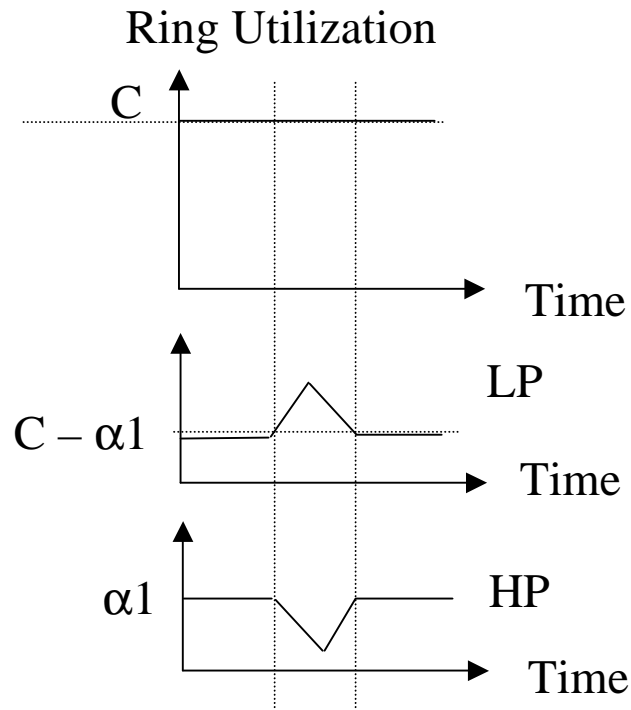 Ring Utilization
C
Time
LP
C – α1
Time
α1
HP
Time